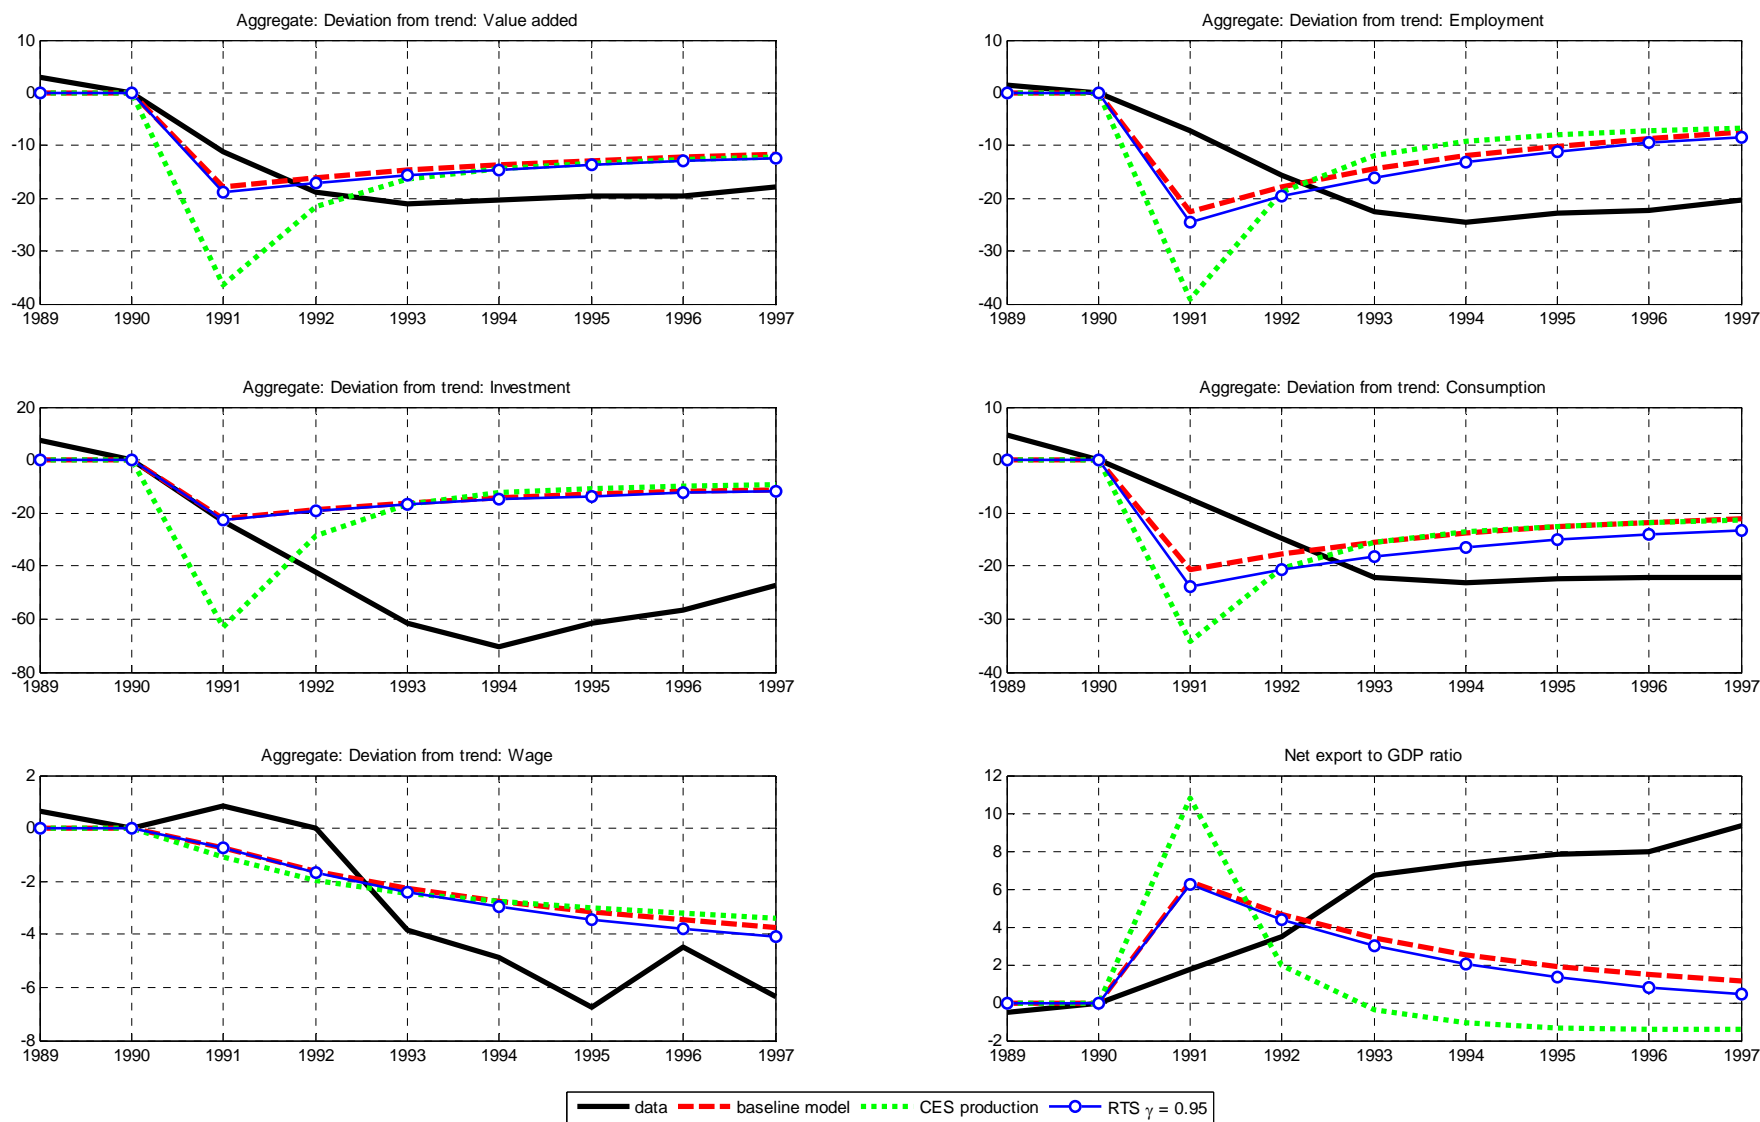 Aggregate: Deviation from trend: Value added
10
0
-10
-20
-30
-40
1989 1990 1991 1992 1993 1994 1995 1996 1997
Aggregate: Deviation from trend: Employment
10
0
-10
-20
-30
-40
1989 1990 1991 1992 1993 1994 1995 1996 1997
Aggregate: Deviation from trend: Investment
20
0
-20
-40
-60
-80
1989 1990 1991 1992 1993 1994 1995 1996 1997
Aggregate: Deviation from trend: Consumption
10
0
-10
-20
-30
-40
1989 1990 1991 1992 1993 1994 1995 1996 1997
Aggregate: Deviation from trend: Wage
2
0
-2
-4
-6
-8
1989 1990 1991 1992 1993 1994 1995 1996 1997
Net export to GDP ratio
12
10
8
6
4
2
0
-2
1989 1990 1991 1992 1993 1994 1995 1996 1997
data baseline model CES production RTS γ = 0.95